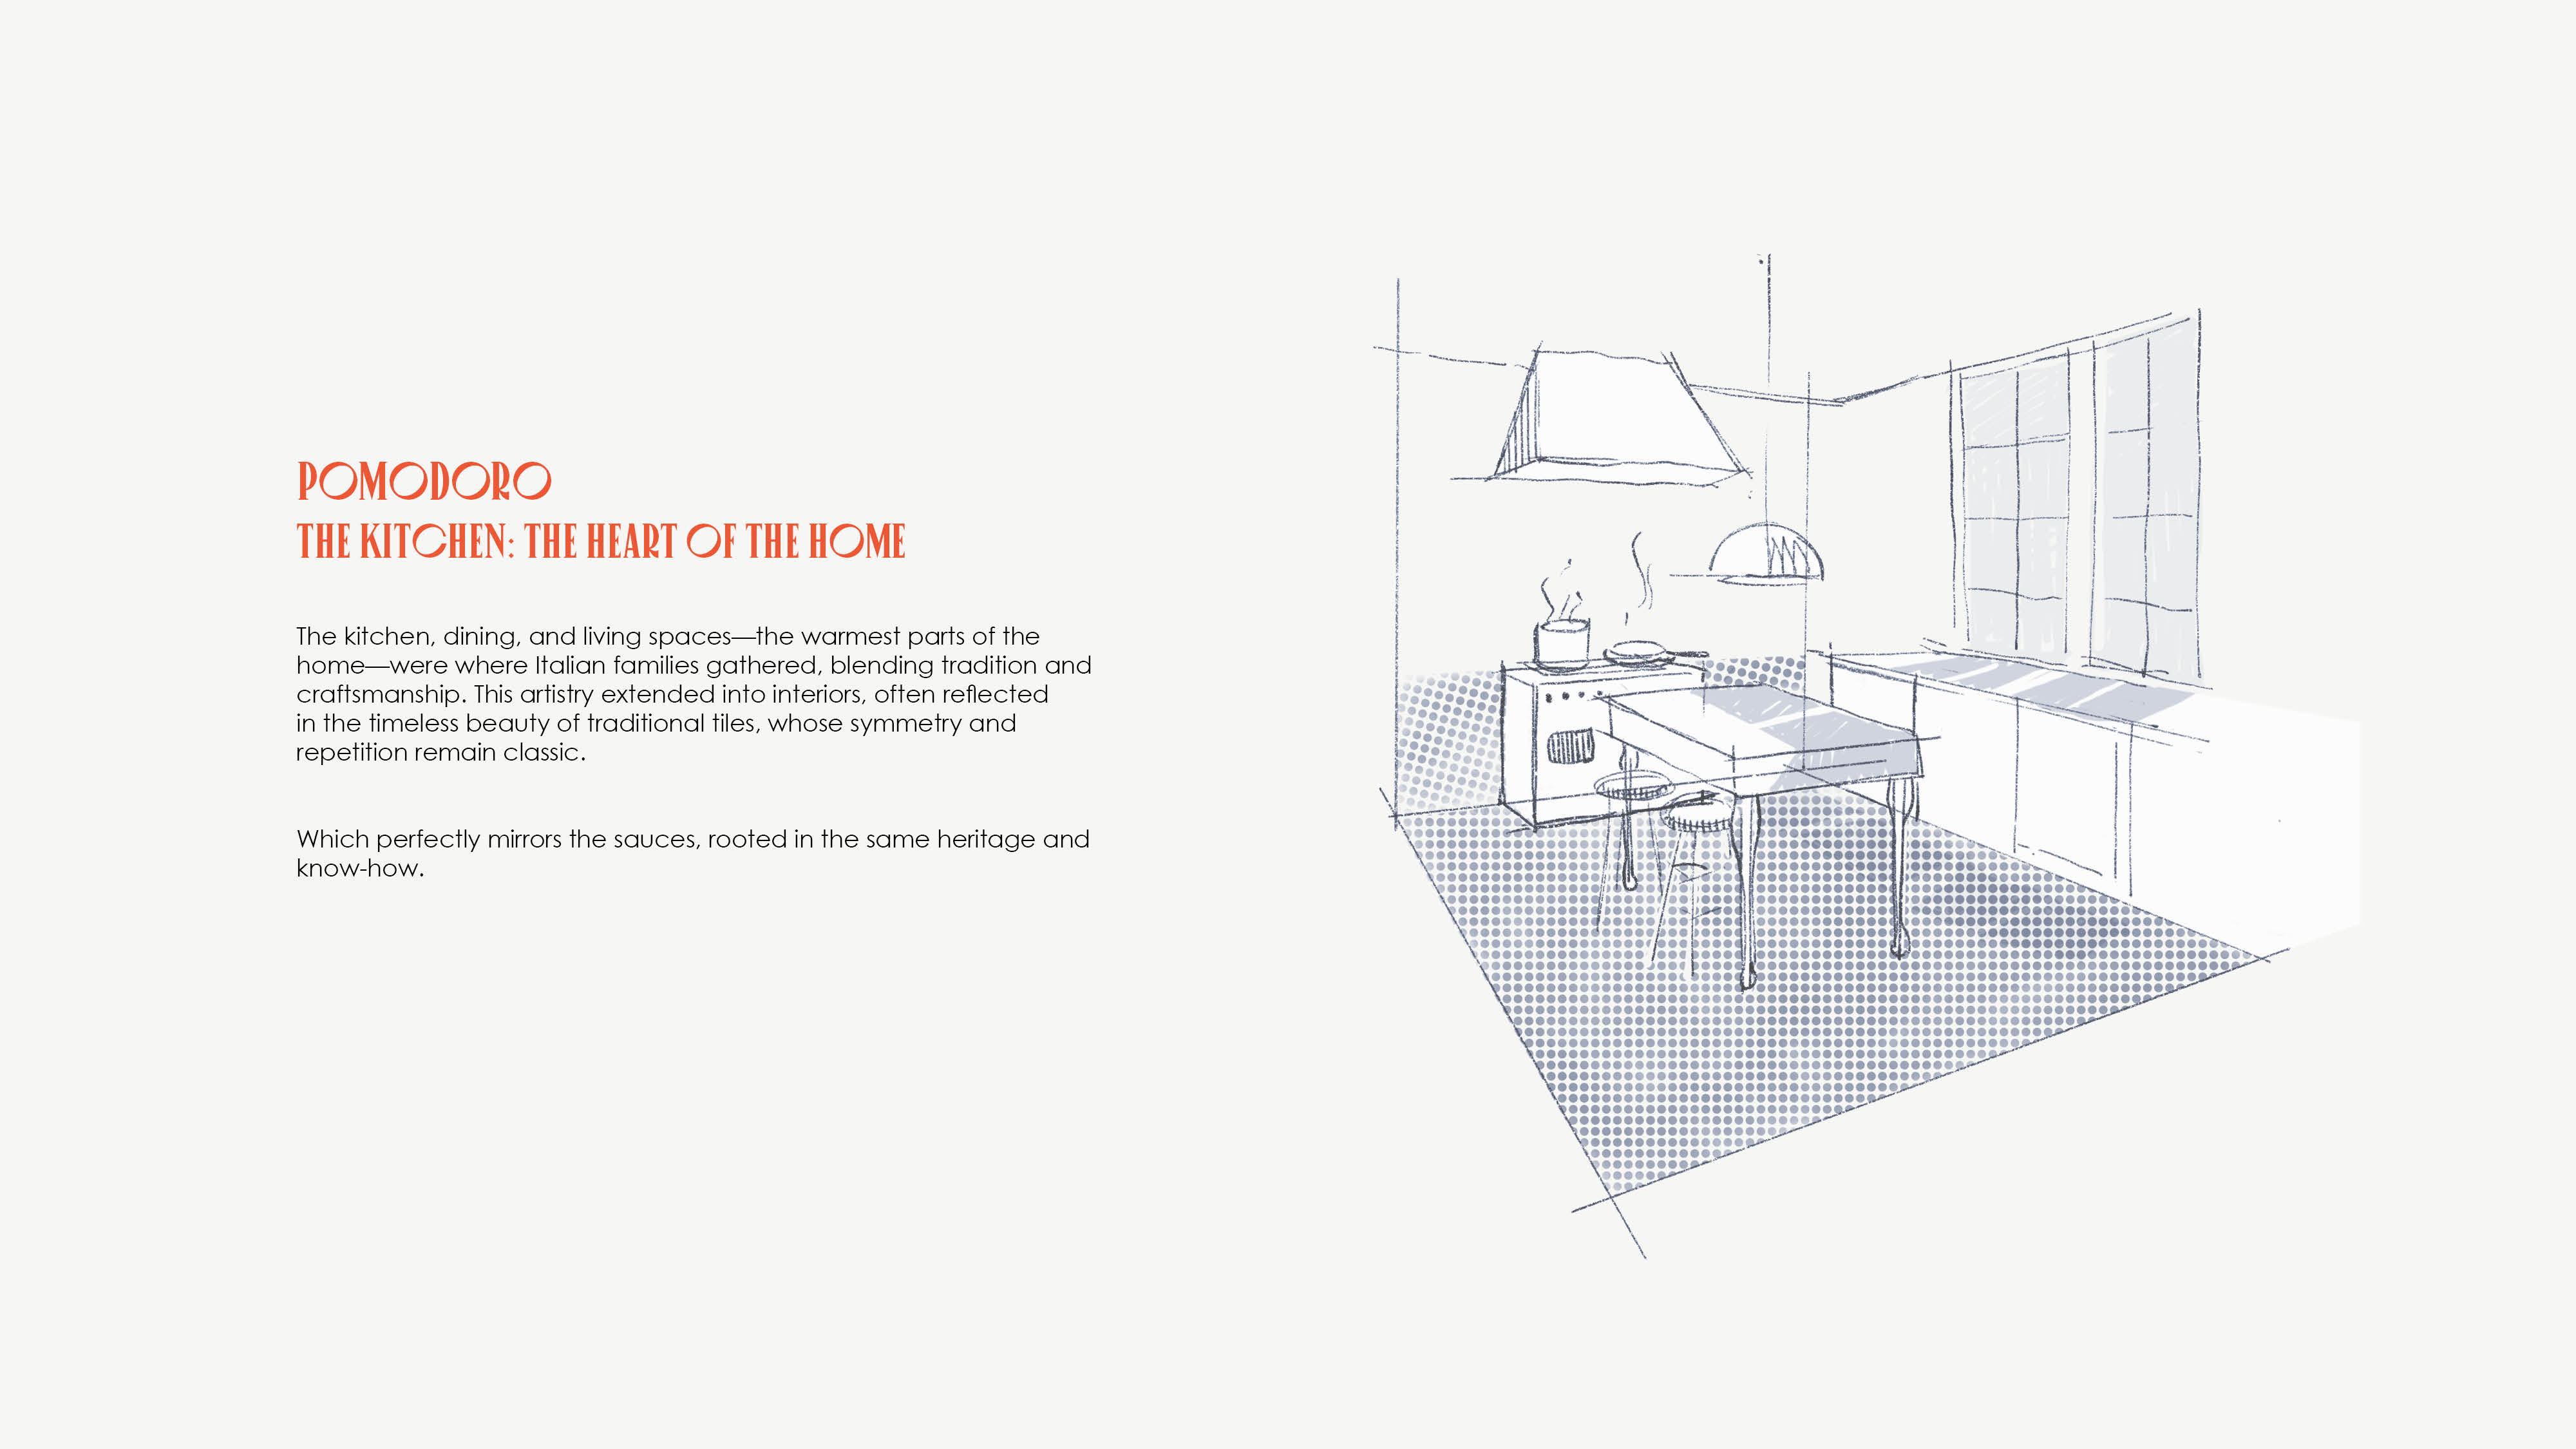 POMODORO
THE KITCHEN: THE HEART OF THE HOME
The kitchen, dining, and living spaces—the warmest parts of the
home—were where Italian families gathered, blending tradition and
craftsmanship. This artistry extended into interiors, often reflected
in the timeless beauty of traditional tiles, whose symmetry and
repetition remain classic.
Which perfectly mirrors the sauces, rooted in the same heritage and
know-how.